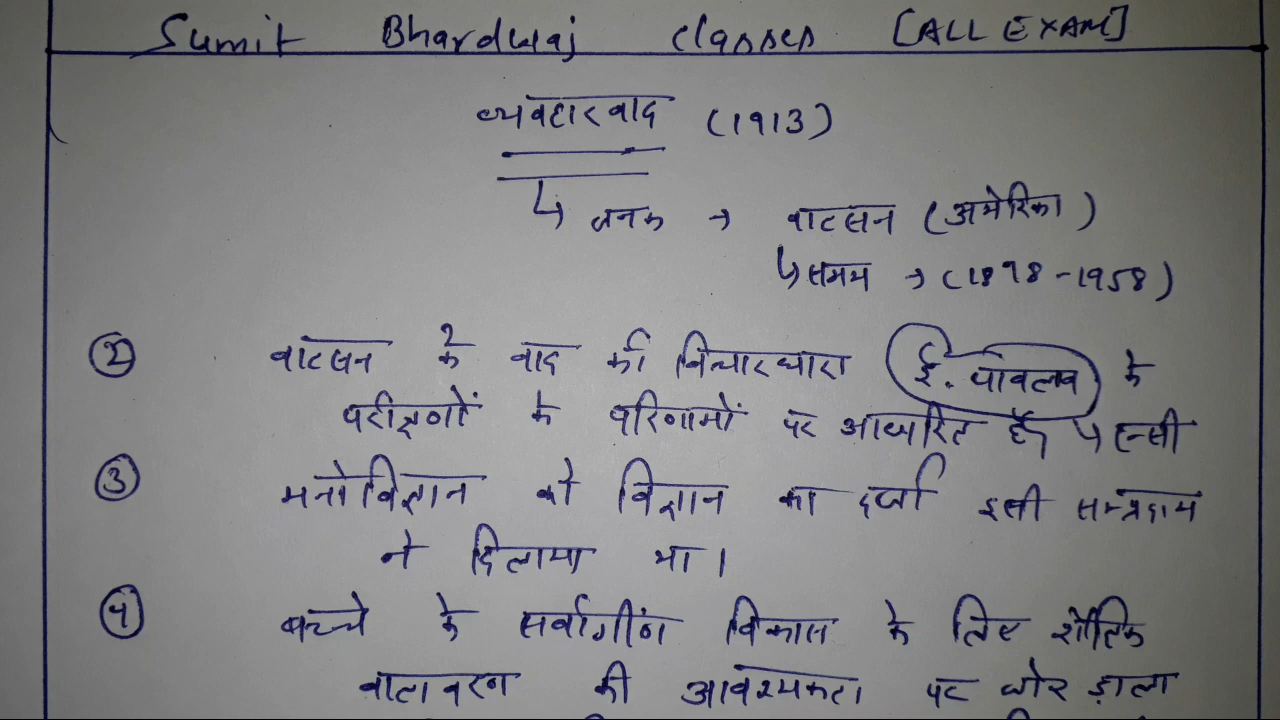 Sumit Bhardwaj Classes [ALL EXAM]
व्यवहारवाद (1913)
↳ जनक → वाटसन (अमेरिका)
↳ समय → (1878-1958)
② वाटसन के वाद की विचारधारा ई. पावलव के
परीक्षणों के परिणामों पर आधारित है ↳ रूसी
③ मनोविज्ञान को विज्ञान का दर्जा इसी सम्प्रदाय
ने दिलाया था।
④ बच्चे के सर्वागींण विकास के लिए शैतिक
वातावरण की आवश्यकता पर जोर डाला